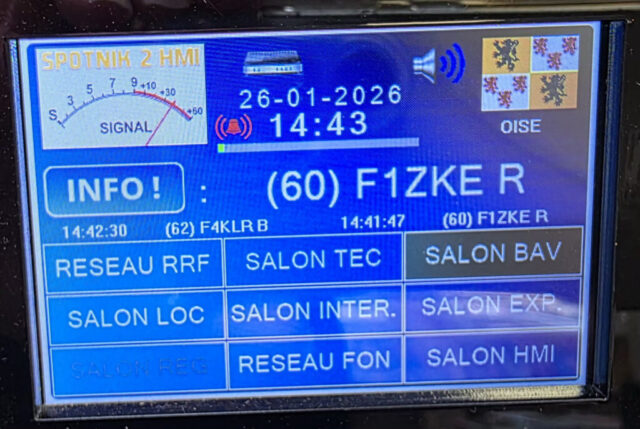 SPOTNIK 2 HMI
S 3 5 7 9 +10 +30 +60
SIGNAL
26-01-2026
14:43
OISE
INFO ! : (60) F1ZKE R
14:42:30 (62) F4KLR B 14:41:47 (60) F1ZKE R
RESEAU RRF SALON TEC SALON BAV
SALON LOC SALON INTER. SALON EXP.
SALON REG RESEAU FON SALON HMI